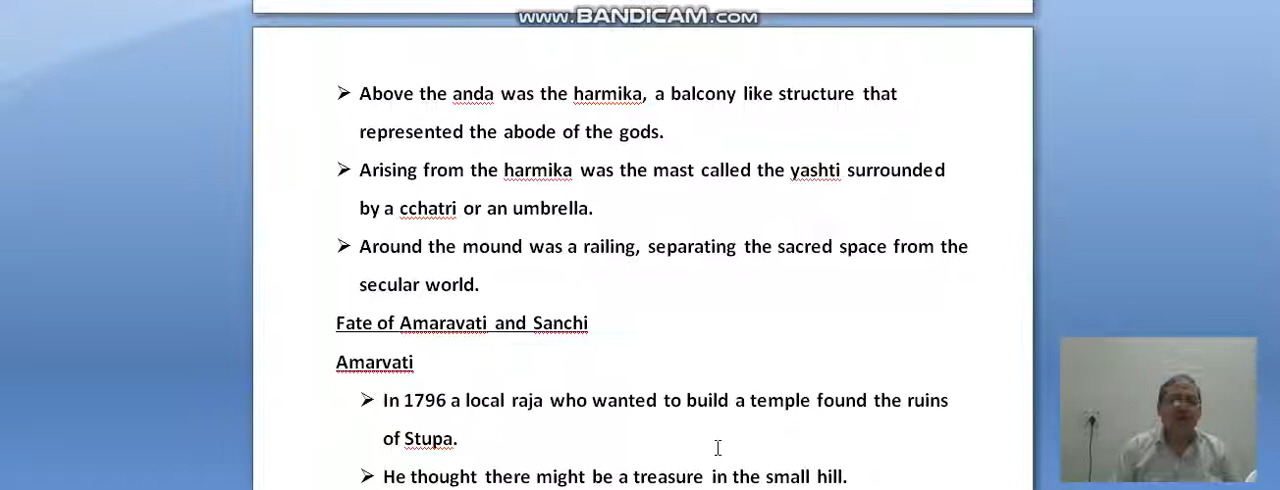 www.BANDICAM.com
➢ Above the anda was the harmika, a balcony like structure that
represented the abode of the gods.
➢ Arising from the harmika was the mast called the yashti surrounded
by a cchatri or an umbrella.
➢ Around the mound was a railing, separating the sacred space from the
secular world.
Fate of Amaravati and Sanchi
Amarvati
➢ In 1796 a local raja who wanted to build a temple found the ruins
of Stupa.
➢ He thought there might be a treasure in the small hill.